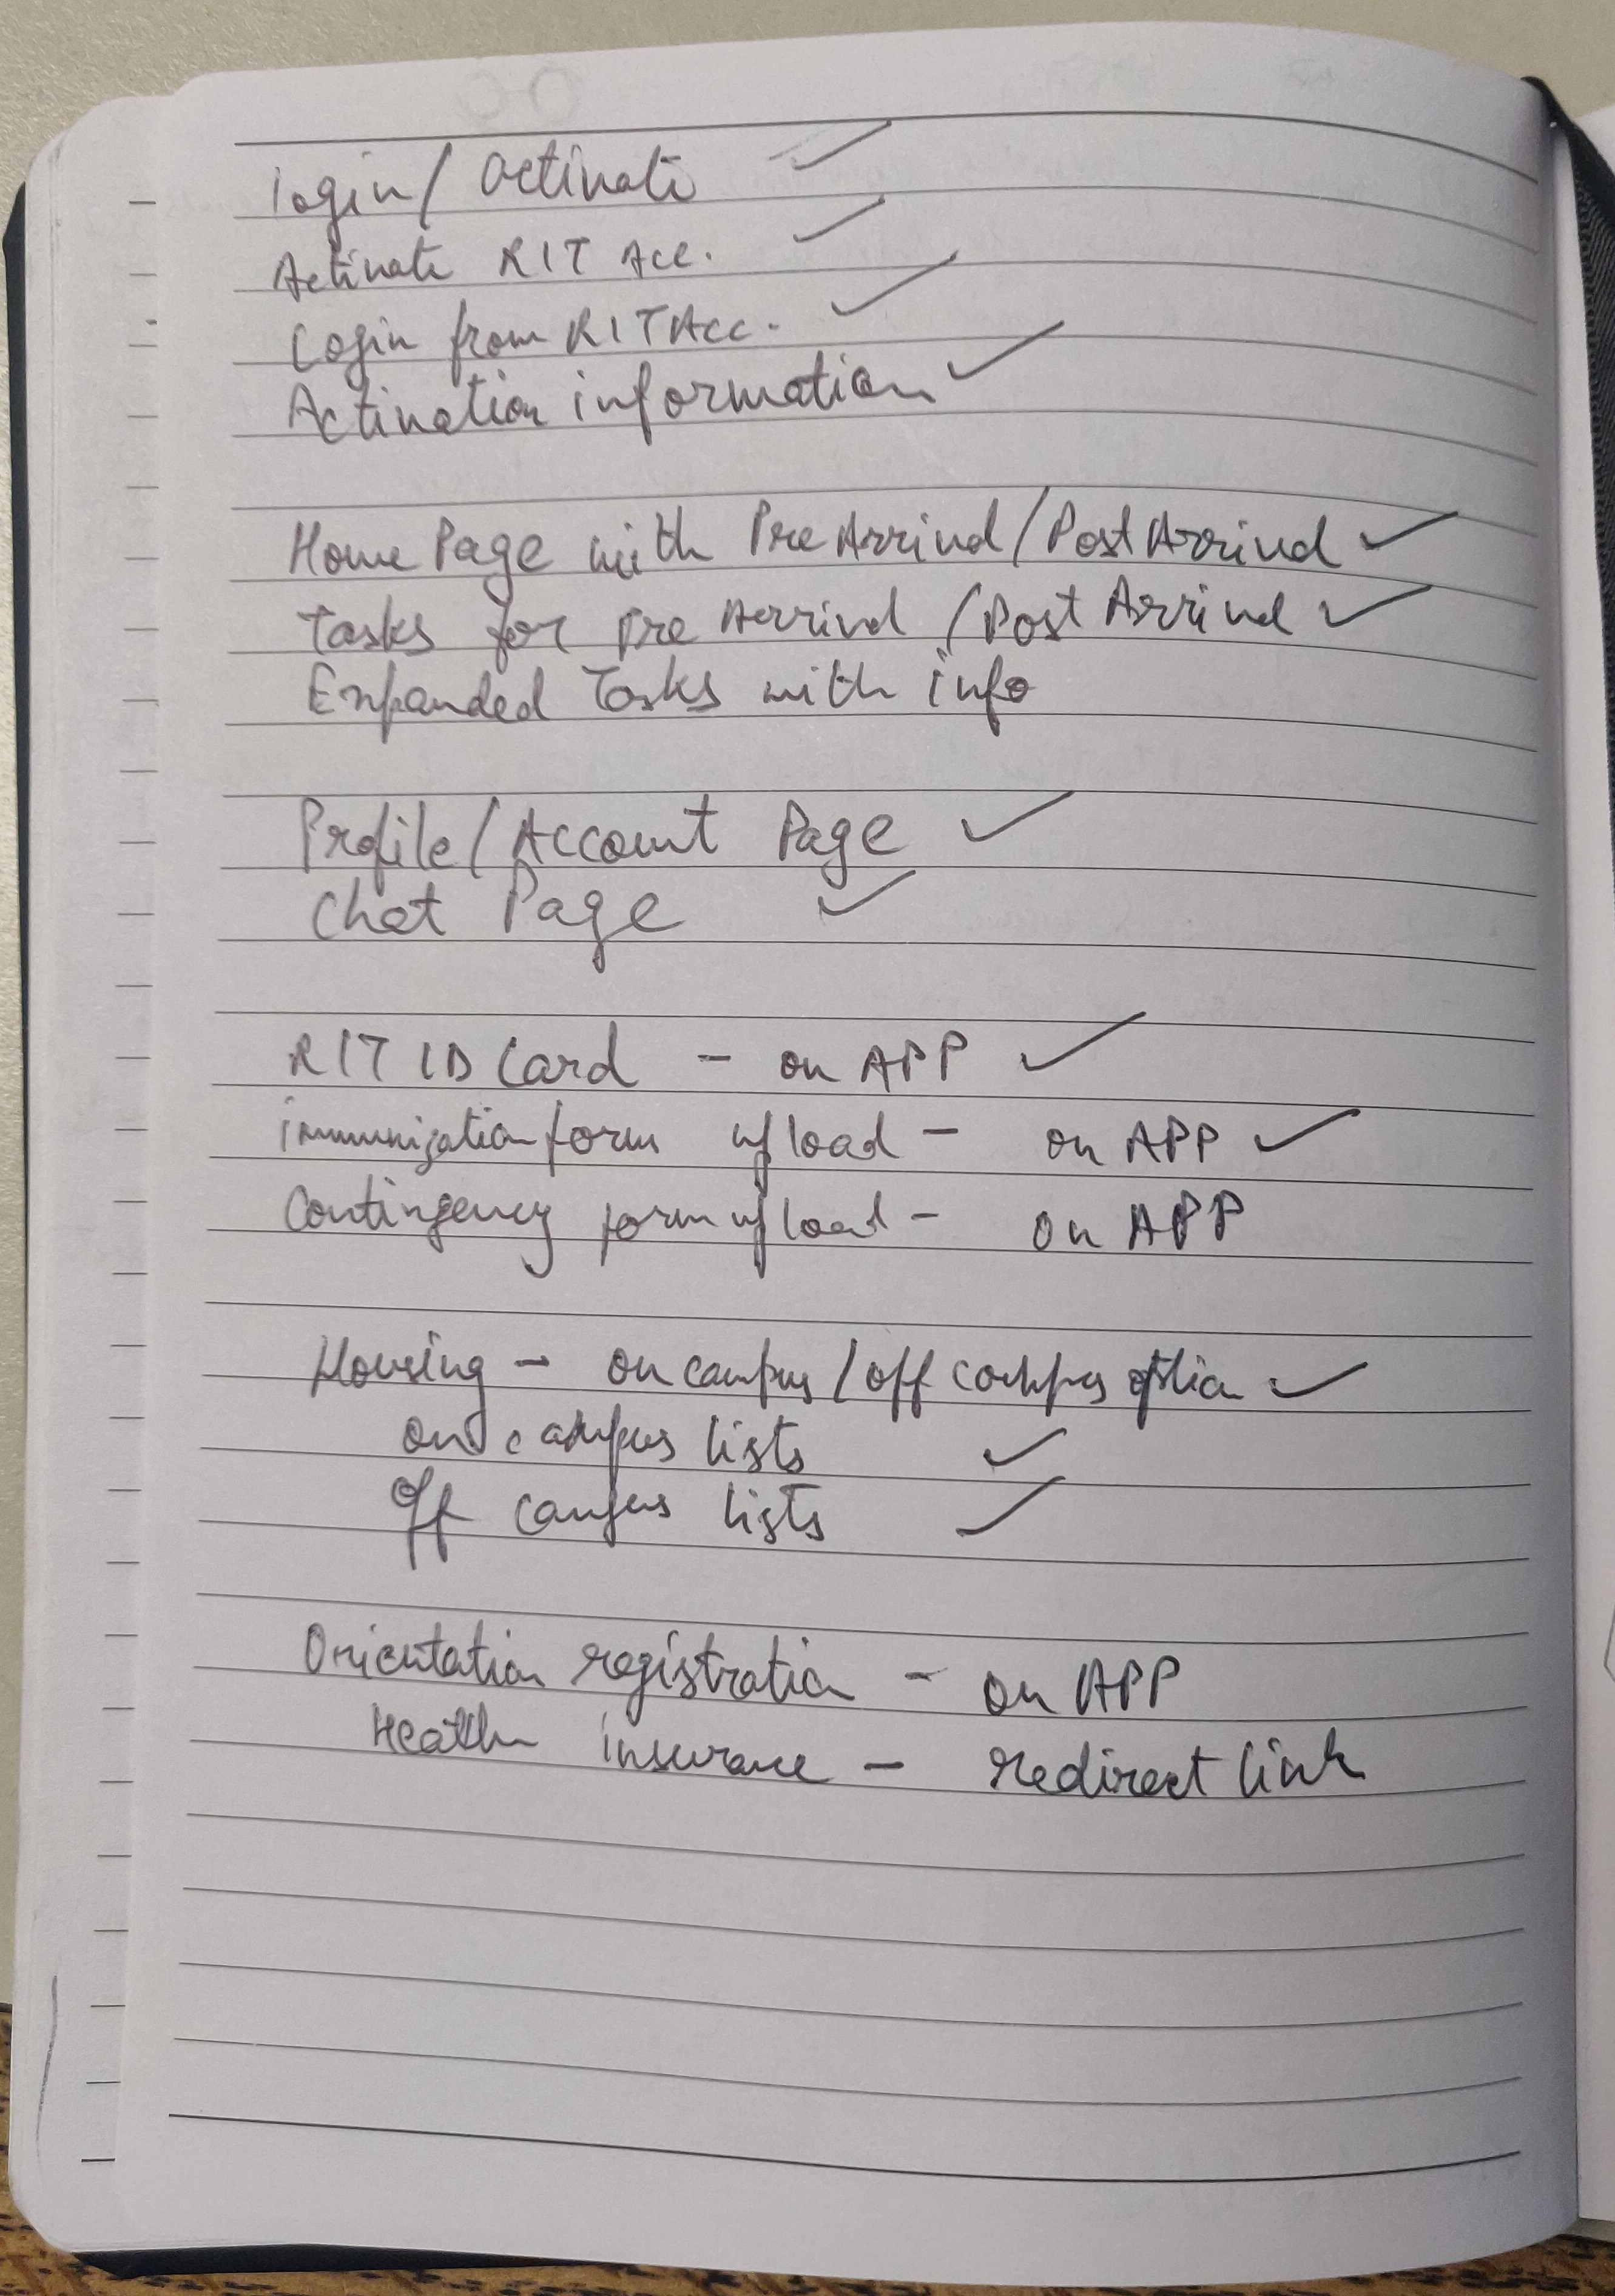 Login/ Activate ✓
Activate RIT Acc. ✓
Login from RIT Acc. ✓
Activation information ✓
Home Page with Pre Arrival/Post Arrival ✓
Tasks for Pre Arrival /Post Arrival ✓
Expanded Tasks with info
Profile/Account Page ✓
Chat Page ✓
RIT ID Card - on APP ✓
immunization form upload - on APP ✓
Contingency form upload - on APP
Housing - on campus/off campus option ✓
on campus lists ✓
Off campus lists ✓
Orientation registration - on APP
Health insurance - redirect link